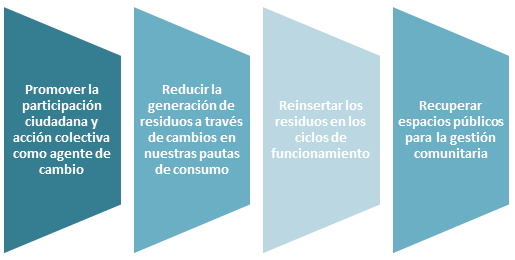 Promover la
participación
ciudadana y
acción colectiva
como agente de
cambio
Reducir la
generación de
residuos a través
de cambios en
nuestras pautas
de consumo
Reinsertar los
residuos en los
ciclos de
funcionamiento
Recuperar
espacios públicos
para la gestión
comunitaria